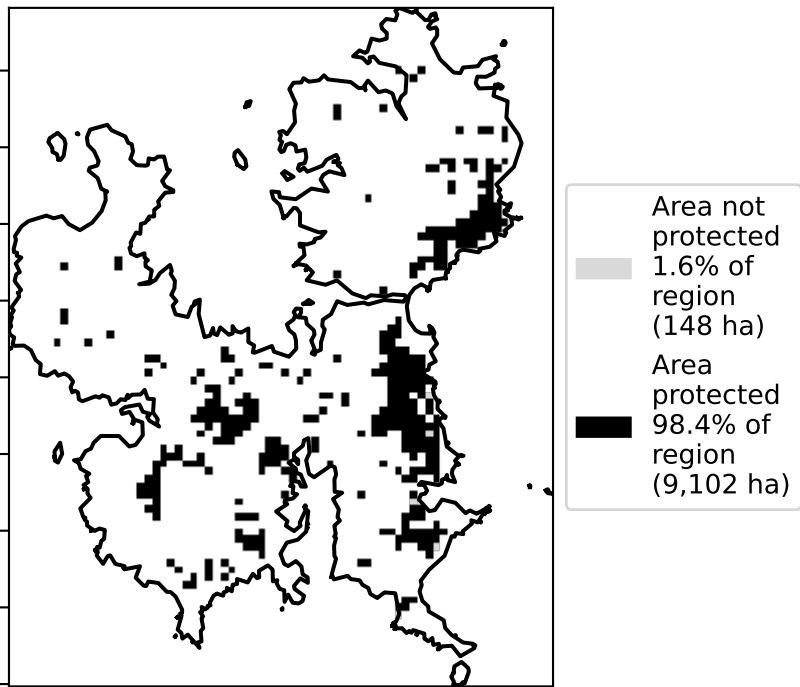 Area not
protected
1.6% of
region
(148 ha)
Area
protected
98.4% of
region
(9,102 ha)